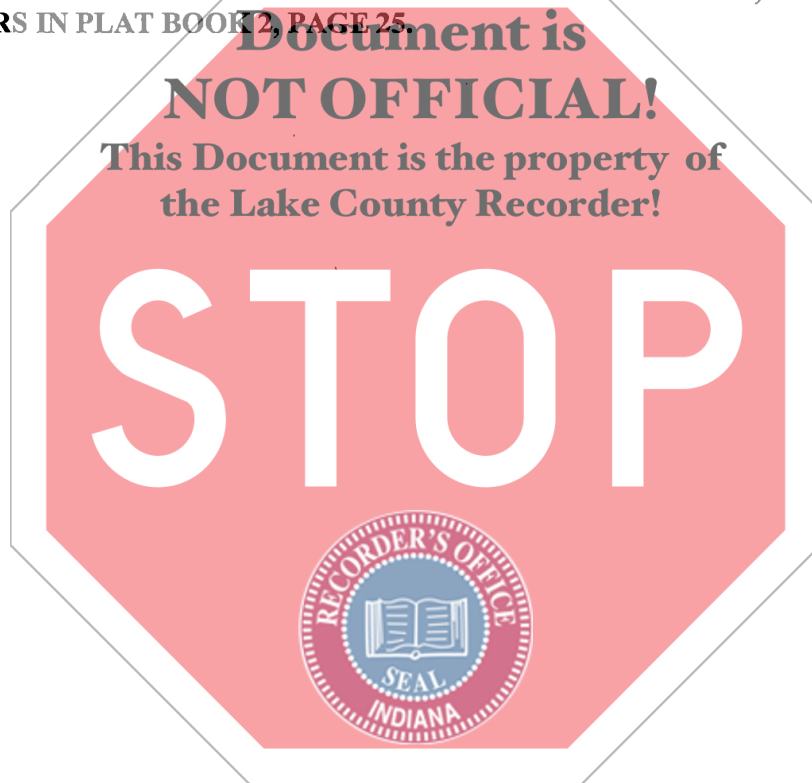 RS IN PLAT BOOK 2, PAGE 25.
Document is
NOT OFFICIAL!
This Document is the property of
the Lake County Recorder!
STOP
RECORDER'S OFFICE
SEAL
INDIANA